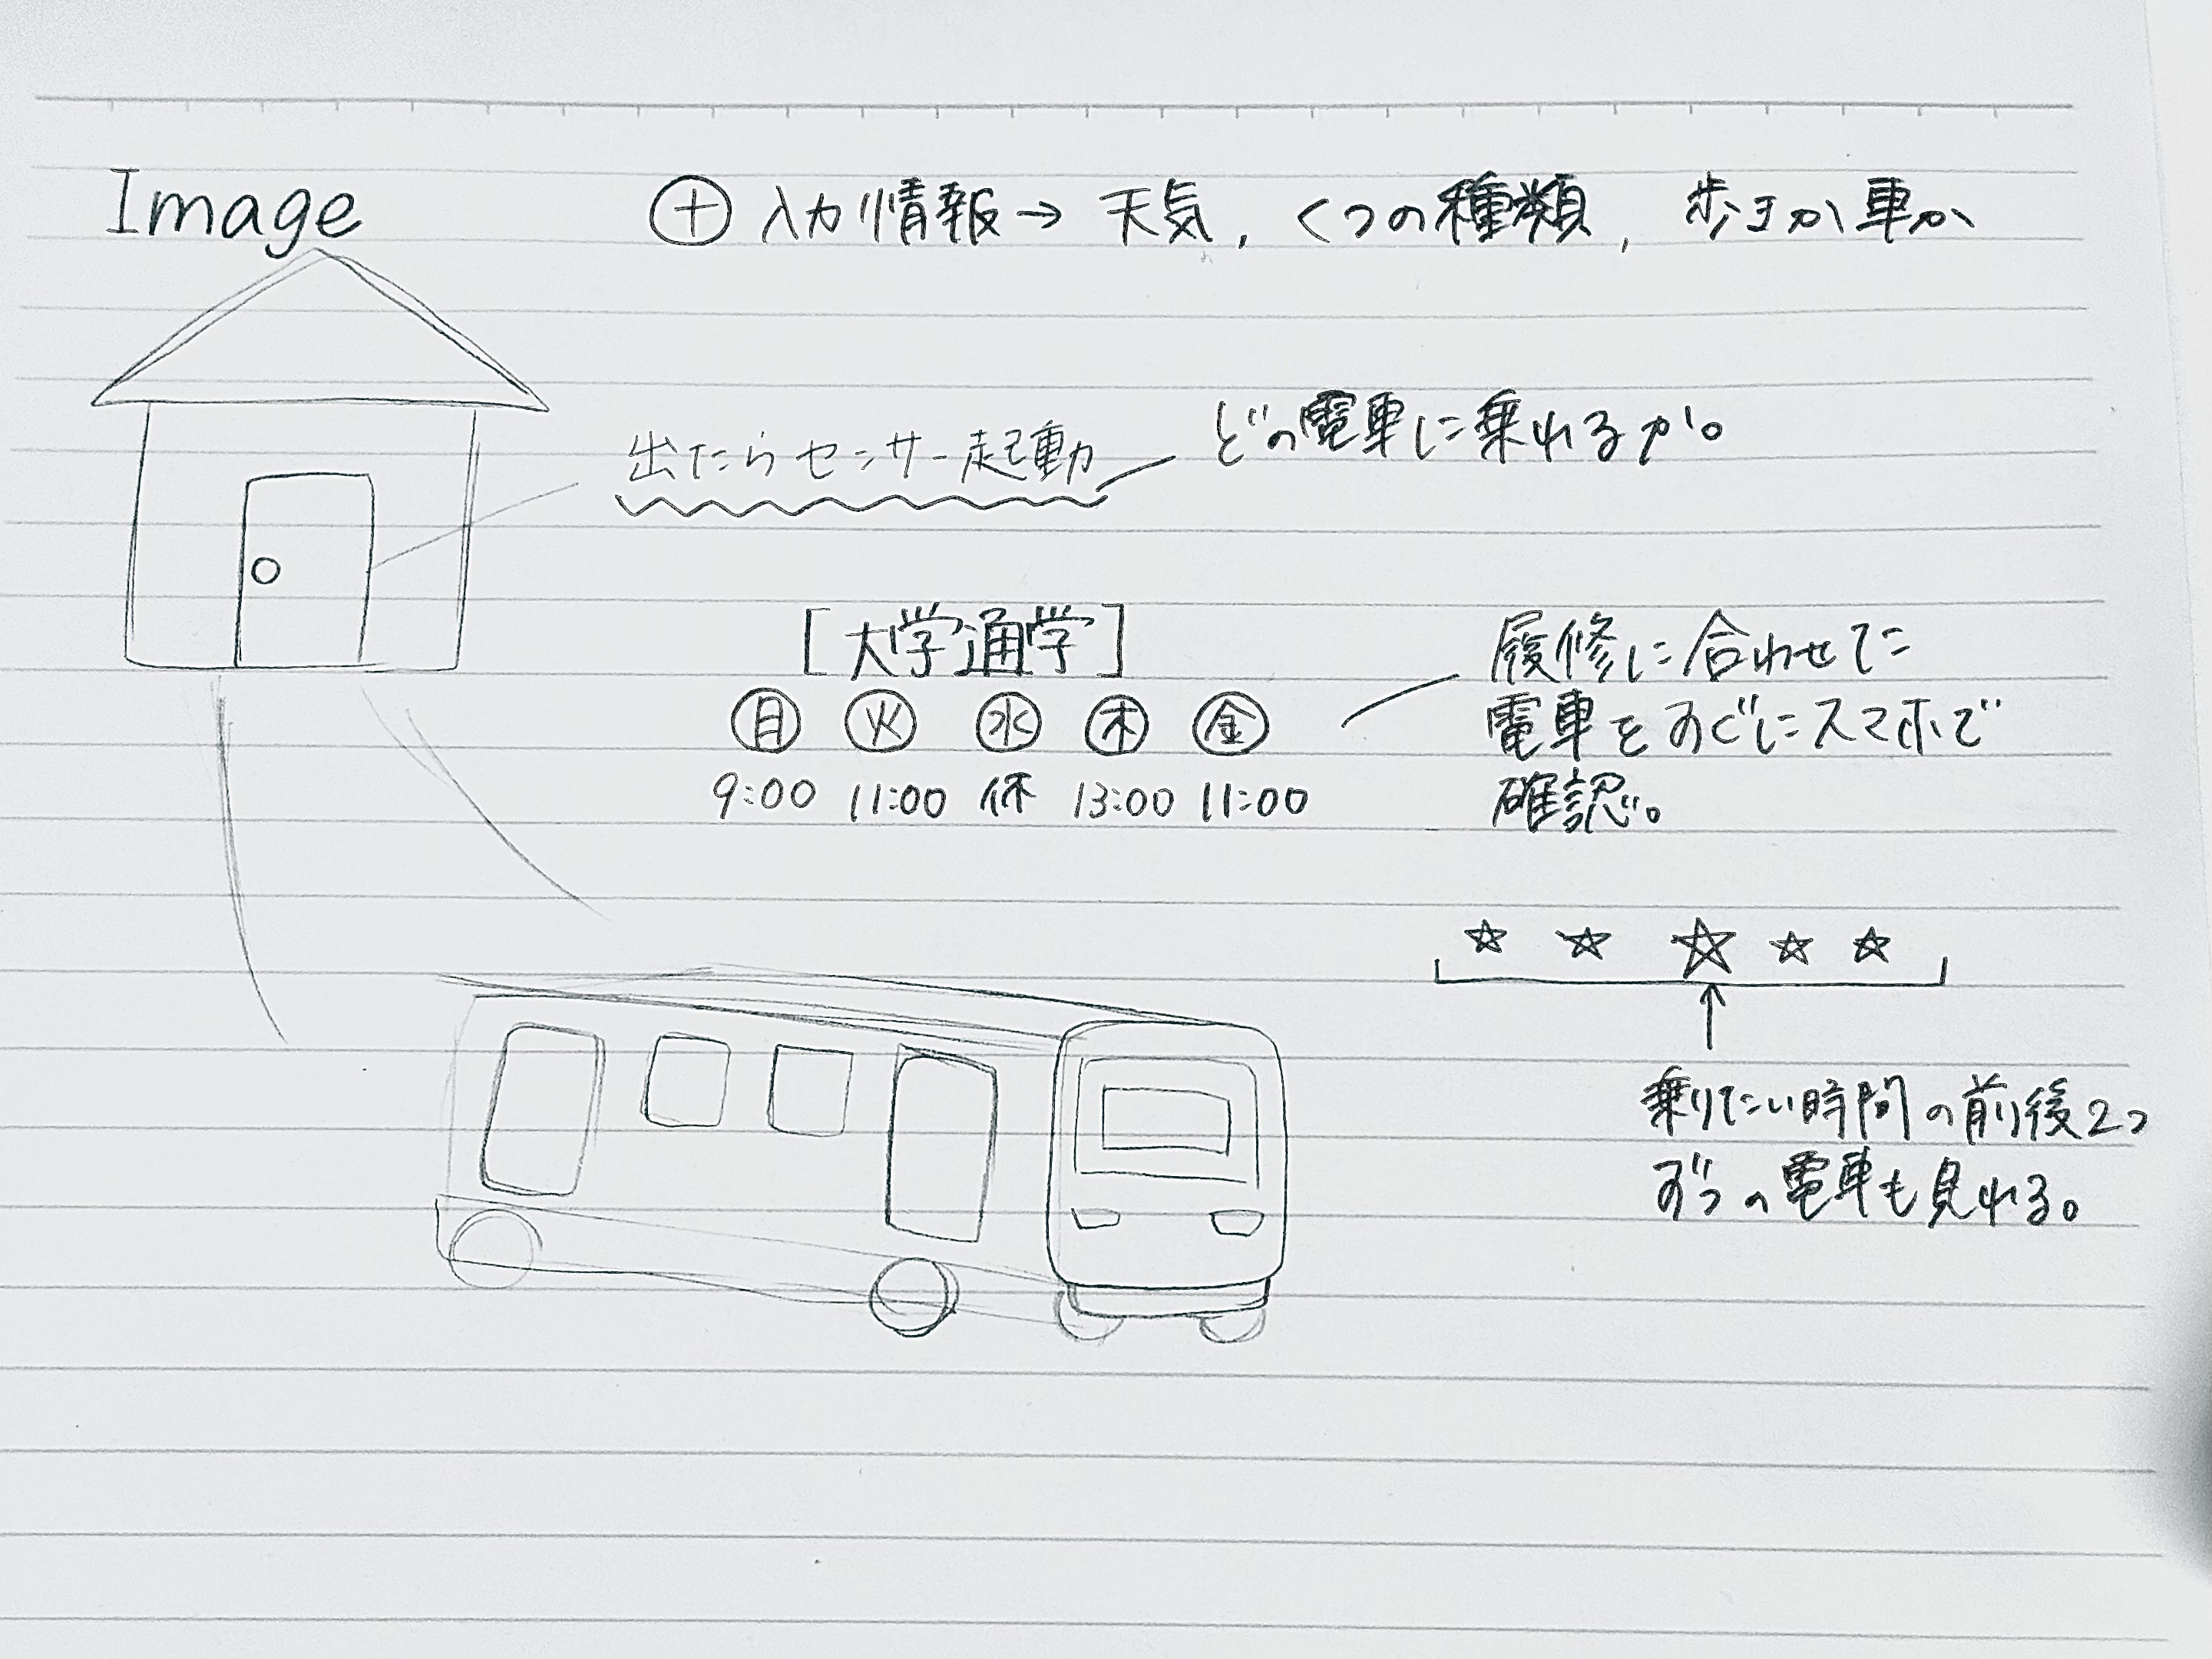 Image
⊕ 入力情報→ 天気, くつの種類, 歩きか車か
出たらセンサー起動
どの電車に乗れるか。
[大学通学]
月 火 水 木 金
9:00 11:00 休 13:00 11:00
履修に合わせた
電車をすぐにスマホで
確認。
☆ ☆ ☆ ☆ ☆
↑
乗りたい時間の前後2つ
ずつの電車も見れる。